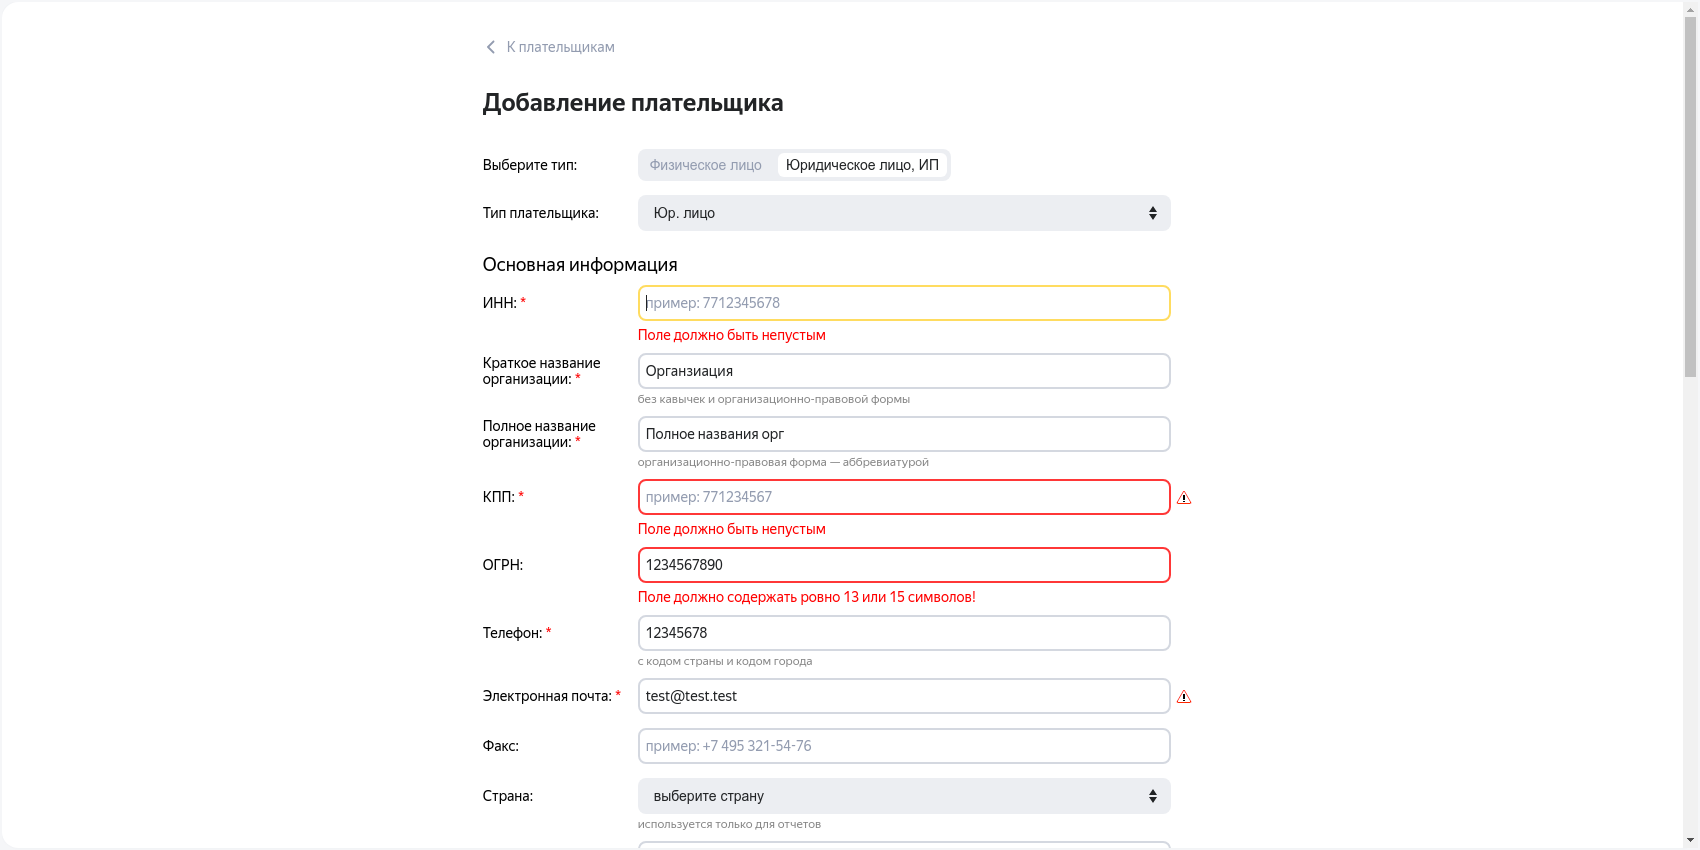 К плательщикам
Добавление плательщика
Выберите тип:
Физическое лицо
Юридическое лицо, ИП
Тип плательщика:
Юр. лицо
Основная информация
ИНН: *
пример: 7712345678
Поле должно быть непустым
Краткое название
организации: *
Органзиация
без кавычек и организационно-правовой формы
Полное название
организации: *
Полное названия орг
организационно-правовая форма — аббревиатурой
КПП: *
пример: 771234567
Поле должно быть непустым
ОГРН:
1234567890
Поле должно содержать ровно 13 или 15 символов!
Телефон: *
12345678
с кодом страны и кодом города
Электронная почта: *
test@test.test
Факс:
пример: +7 495 321-54-76
Страна:
выберите страну
используется только для отчетов